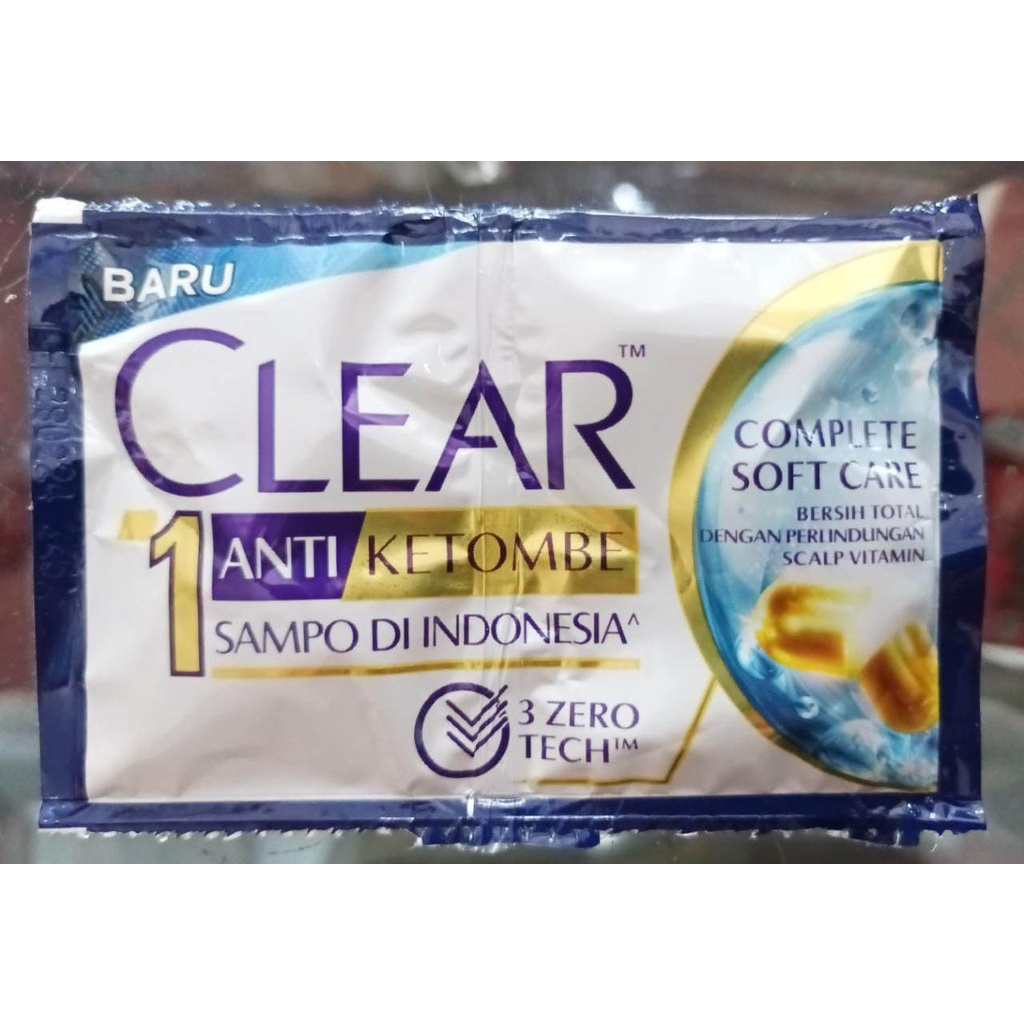 BARU
CLEAR™
#1 ANTI KETOMBE
SAMPO DI INDONESIA^
3 ZERO
TECH™
COMPLETE
SOFT CARE
BERSIH TOTAL
DENGAN PERLINDUNGAN
SCALP VITAMIN